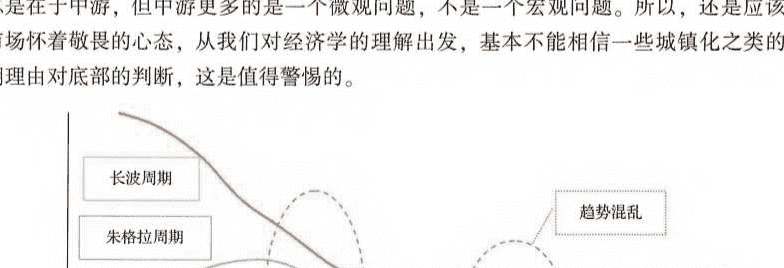 是在于中游，但中游更多的是一个微观问题，不是一个宏观问题。所以，还是应该
场怀着敬畏的心态，从我们对经济学的理解出发，基本不能相信一些城镇化之类的
理由对底部的判断，这是值得警惕的。
长波周期
趋势混乱
朱格拉周期